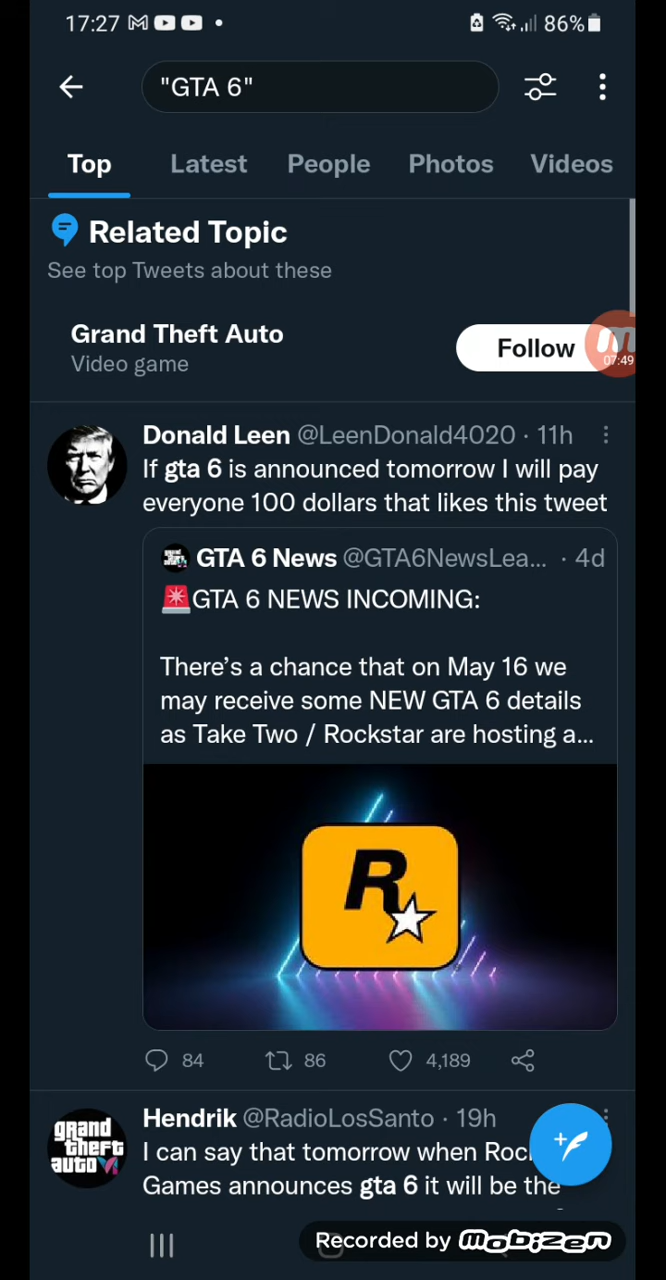 17:27
86%
"GTA 6"
Top Latest People Photos Videos
Related Topic
See top Tweets about these
Grand Theft Auto
Video game
Follow
07:49
Donald Leen @LeenDonald4020 · 11h
If gta 6 is announced tomorrow I will pay
everyone 100 dollars that likes this tweet
GTA 6 News @GTA6NewsLea... · 4d
GTA 6 NEWS INCOMING:
There's a chance that on May 16 we
may receive some NEW GTA 6 details
as Take Two / Rockstar are hosting a...
R
84 86 4,189
grand
theft
auto
Hendrik @RadioLosSanto · 19h
I can say that tomorrow when Roc
Games announces gta 6 it will be the
Recorded by mobizen